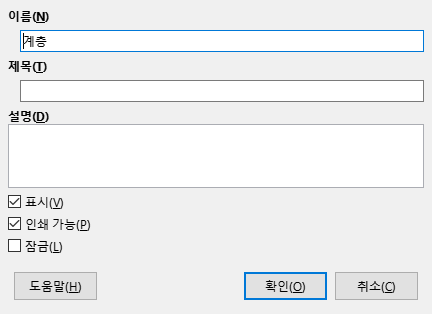 이름(N)
계층
제목(T)
설명(D)
표시(V)
인쇄 가능(P)
잠금(L)
도움말(H) 확인(O) 취소(C)